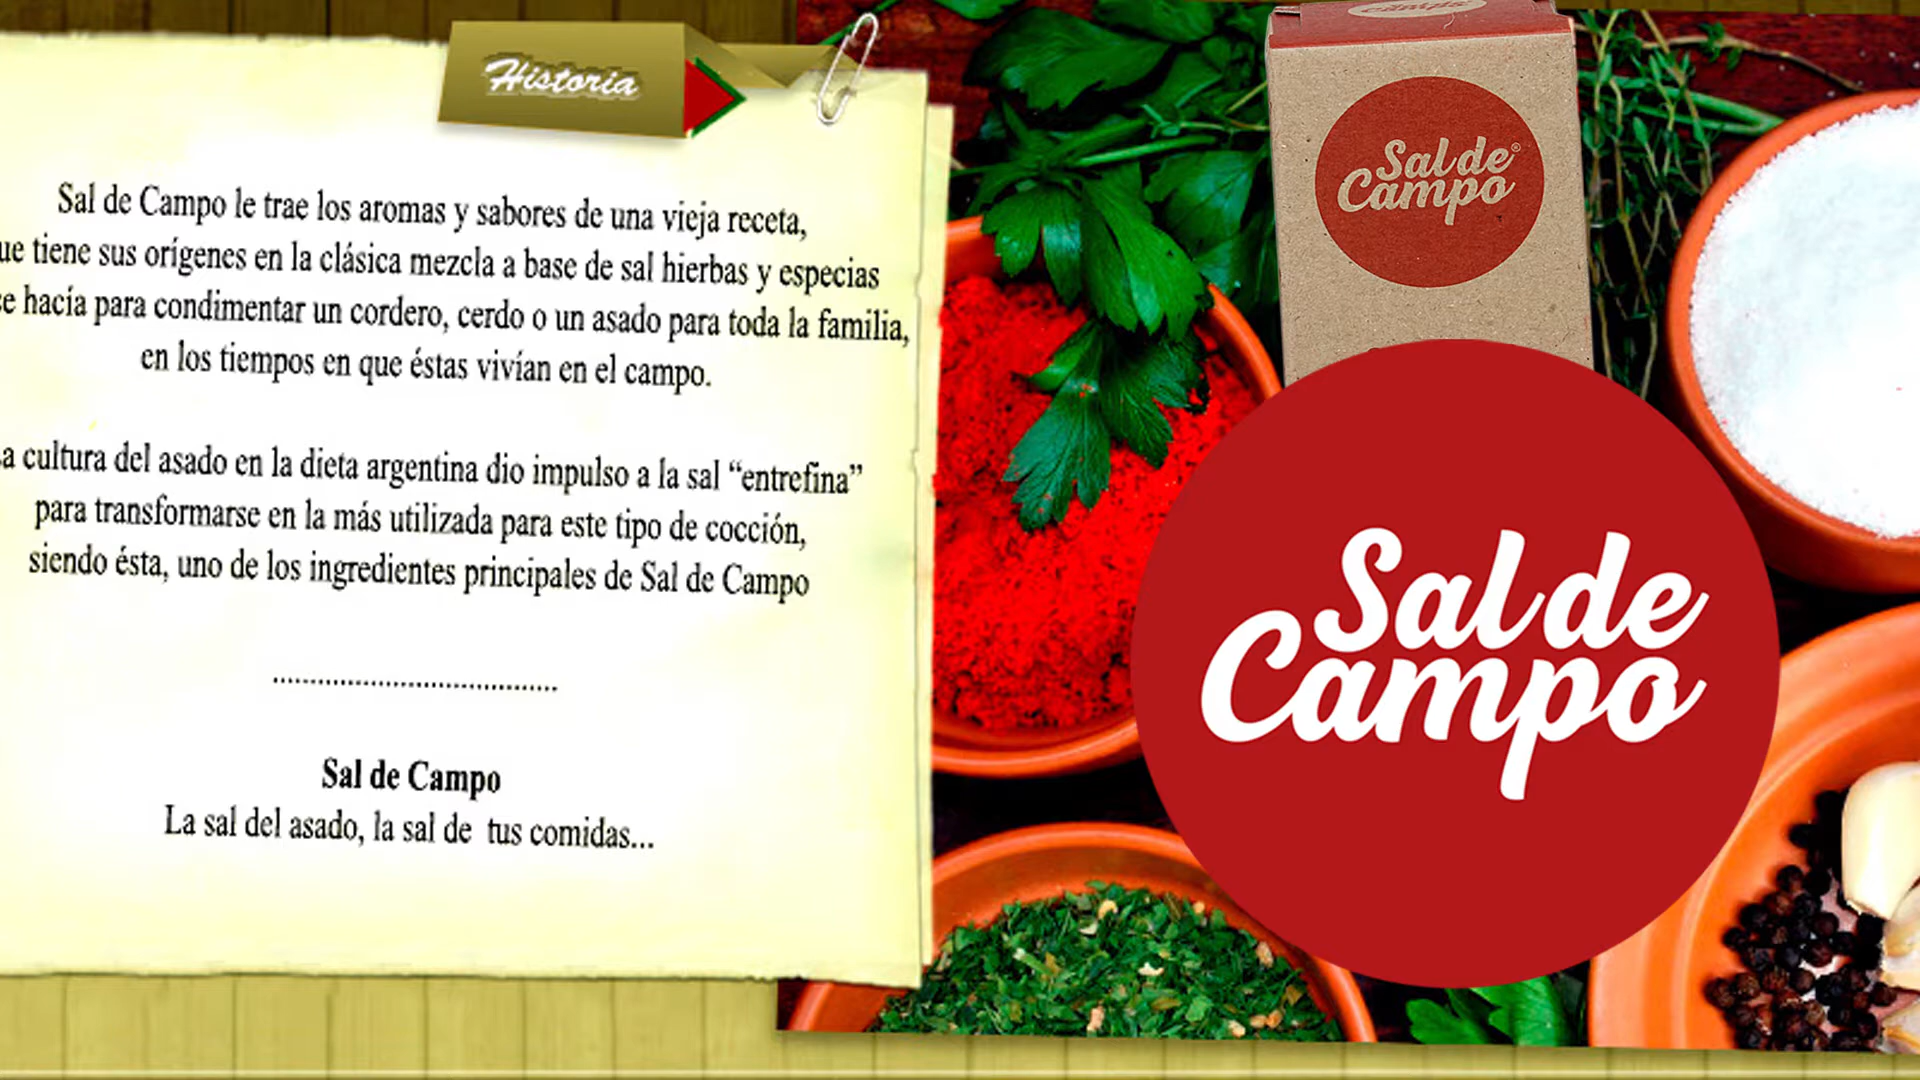 Historia
Sal de Campo le trae los aromas y sabores de una vieja receta,
ue tiene sus orígenes en la clásica mezcla a base de sal hierbas y especias
e hacía para condimentar un cordero, cerdo o un asado para toda la familia,
en los tiempos en que éstas vivían en el campo.
a cultura del asado en la dieta argentina dio impulso a la sal “entrefina”
para transformarse en la más utilizada para este tipo de cocción,
siendo ésta, uno de los ingredientes principales de Sal de Campo
Sal de Campo
La sal del asado, la sal de tus comidas...
Sal de®
Campo
Sal de
Campo